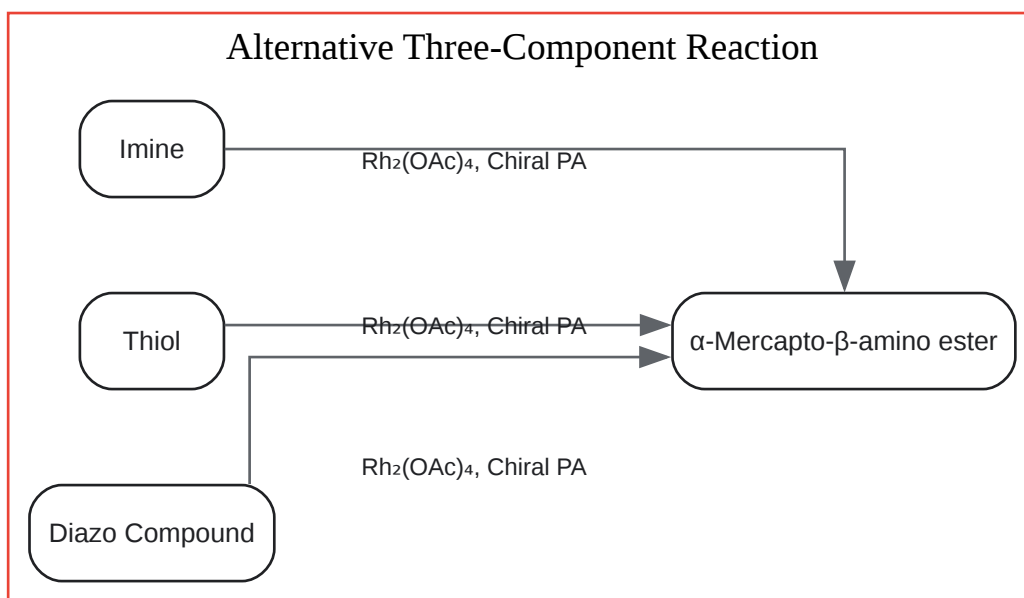 Alternative Three-Component Reaction
Imine
Rh₂(OAc)₄, Chiral PA
Thiol
Rh₂(OAc)₄, Chiral PA
α-Mercapto-β-amino ester
Rh₂(OAc)₄, Chiral PA
Diazo Compound